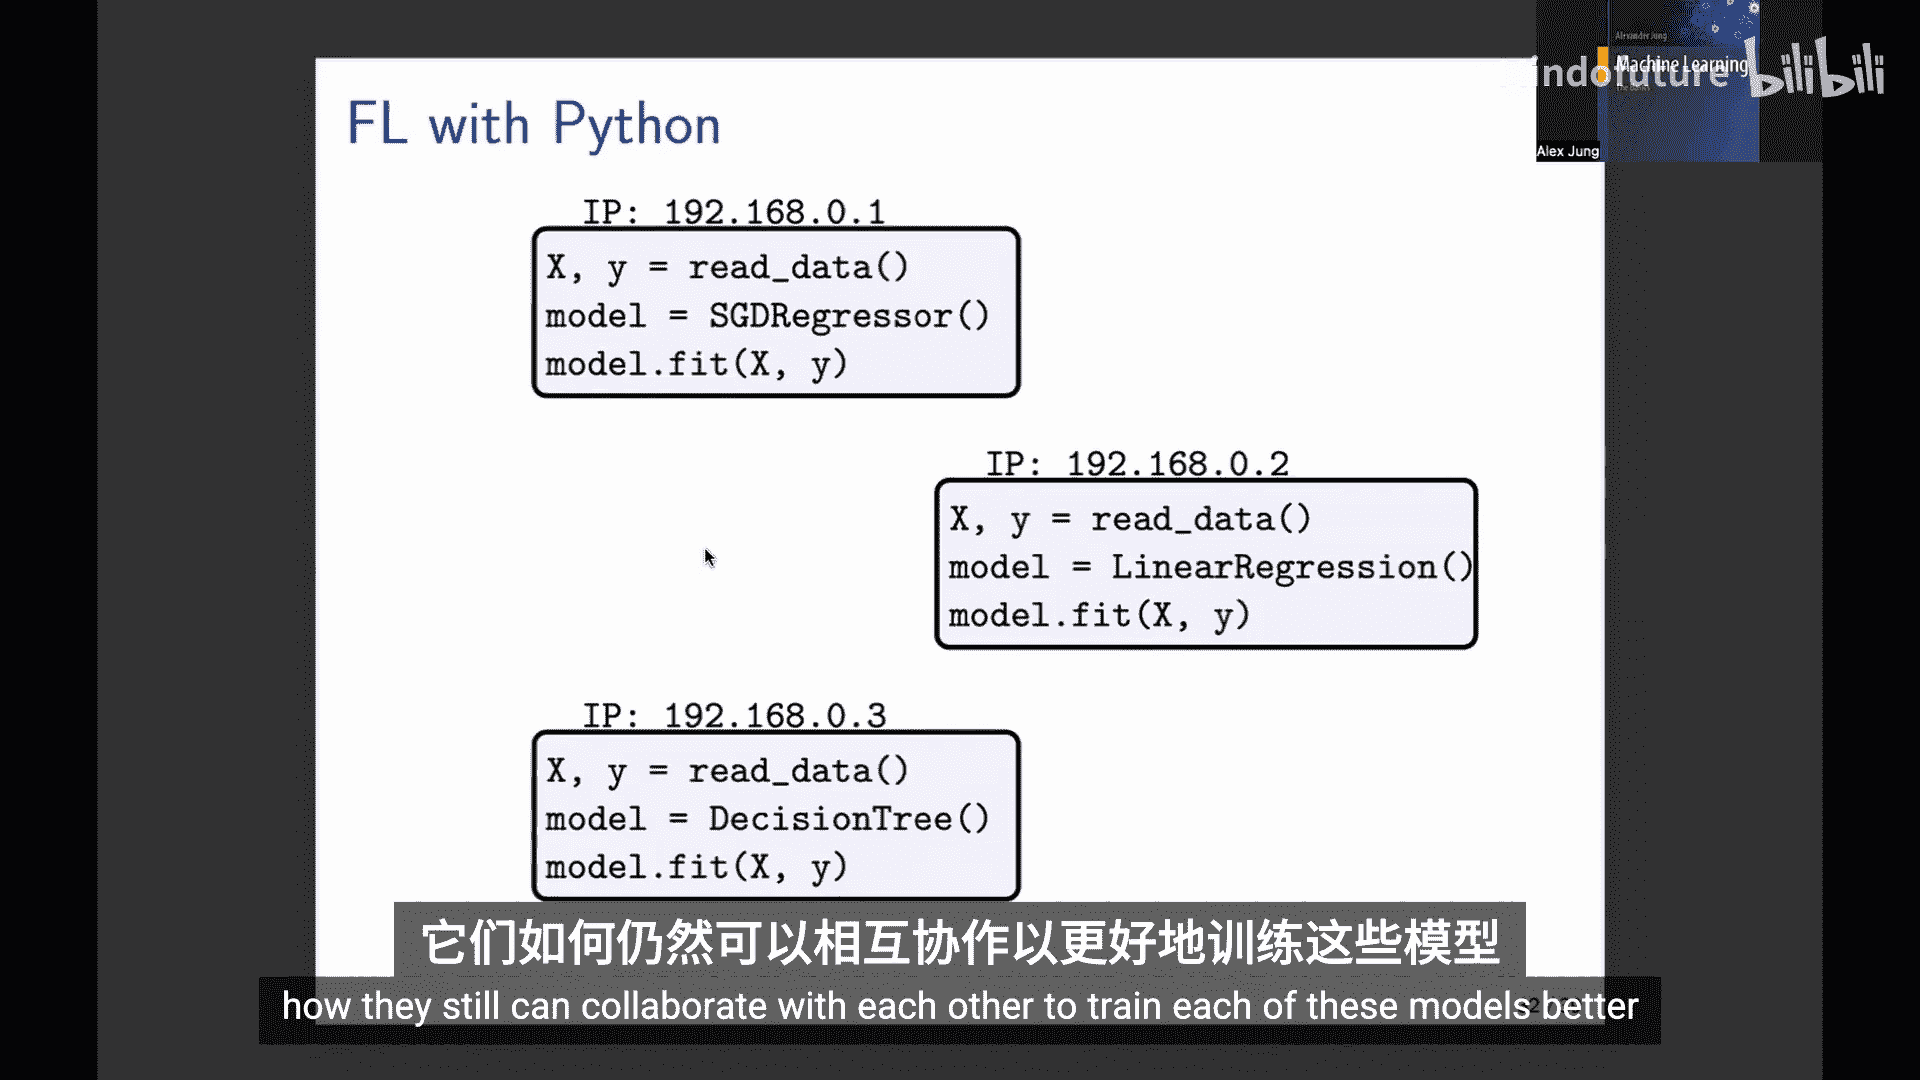 FL with Python
IP: 192.168.0.1
X, y = read_data()
model = SGDRegressor()
model.fit(X, y)
IP: 192.168.0.2
X, y = read_data()
model = LinearRegression()
model.fit(X, y)
IP: 192.168.0.3
X, y = read_data()
model = DecisionTree()
model.fit(X, y)
Alexander Jung
Machine Learning
indofuture bilibili
Alex Jung
它们如何仍然可以相互协作以更好地训练这些模型
how they still can collaborate with each other to train each of these models better